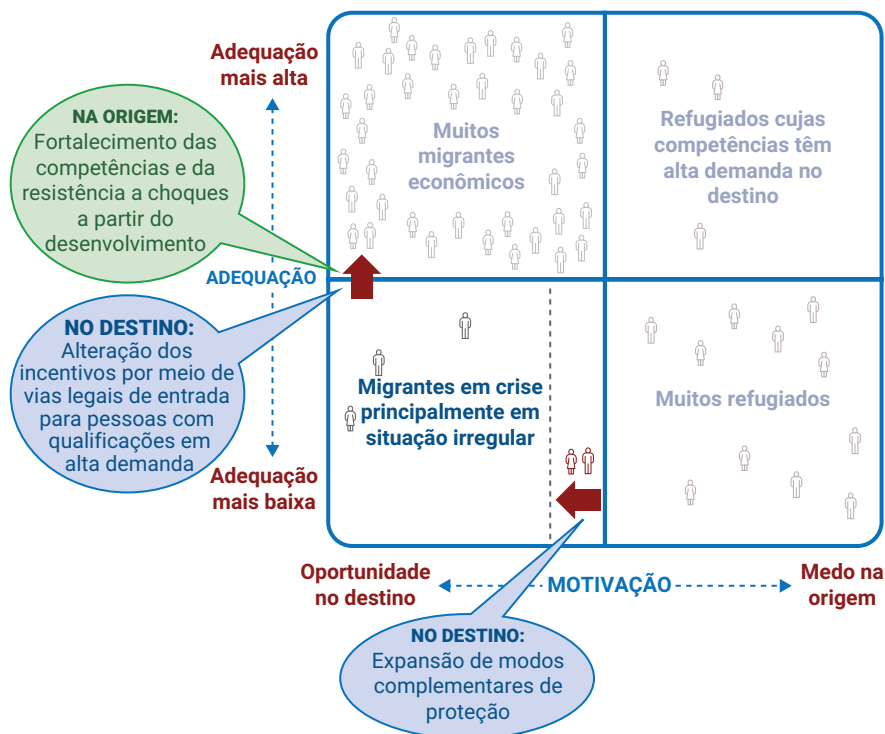 Adequação
mais alta
NA ORIGEM:
Fortalecimento das
competências e da
resistência a choques
a partir do
desenvolvimento
ADEQUAÇÃO
NO DESTINO:
Alteração dos
incentivos por meio de
vias legais de entrada
para pessoas com
qualificações em
alta demanda
Adequação
mais baixa
Muitos
migrantes
econômicos
Refugiados cujas
competências têm
alta demanda no
destino
Migrantes em crise
principalmente em
situação irregular
Muitos refugiados
Oportunidade
no destino
MOTIVAÇÃO
Medo na
origem
NO DESTINO:
Expansão de modos
complementares de
proteção